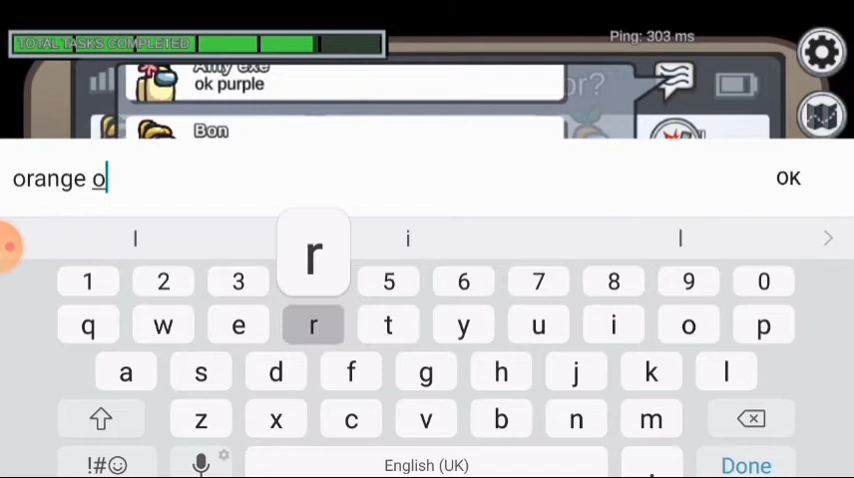 TOTAL TASKS COMPLETED
Ping: 303 ms
Amy exe
ok purple
or?
Bon
orange o
OK
I i l
r
1 2 3 5 6 7 8 9 0
q w e r t y u i o p
a s d f g h j k l
z x c v b n m
!#☺ English (UK) . Done